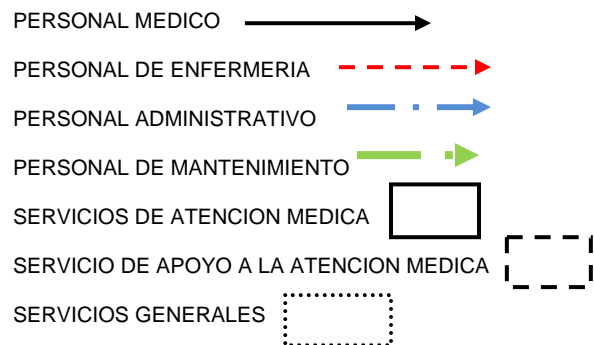 PERSONAL MEDICO
PERSONAL DE ENFERMERIA
PERSONAL ADMINISTRATIVO
PERSONAL DE MANTENIMIENTO
SERVICIOS DE ATENCION MEDICA
SERVICIO DE APOYO A LA ATENCION MEDICA
SERVICIOS GENERALES